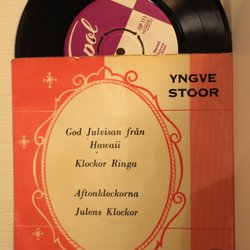 YNGVE
STOOR
God Julvisan från
Hawaii
Klockor Ringa
Aftonklockorna
Julens Klockor